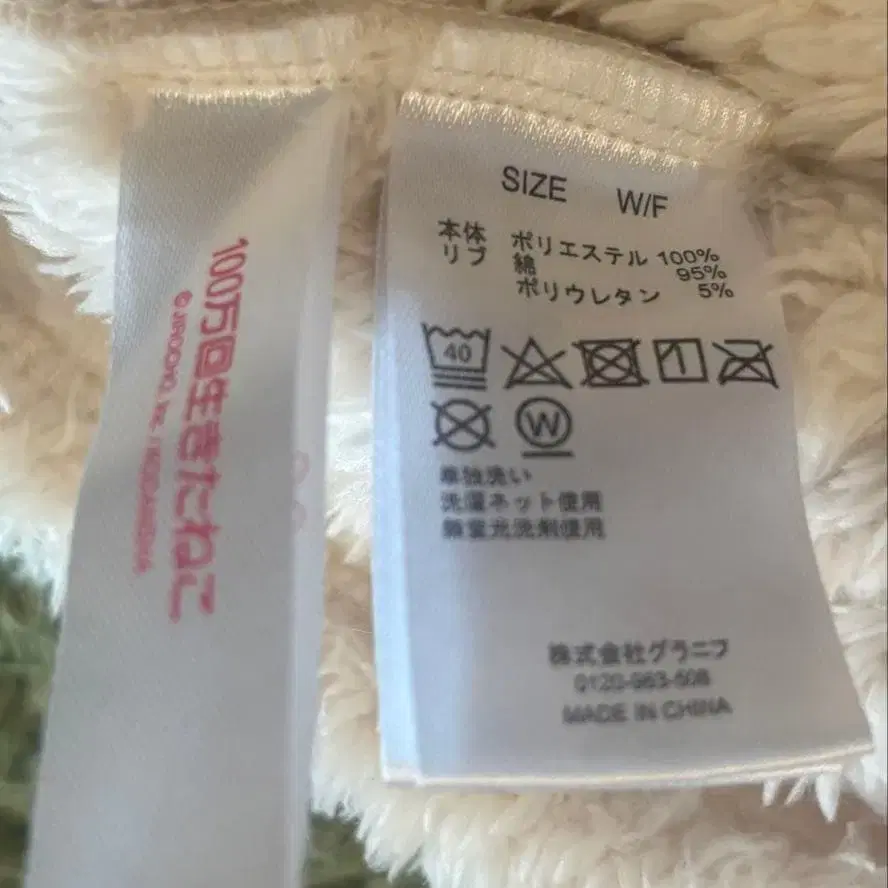 100万回生きたねこ
© JIROCHO, Inc. / KODANSHA
SIZE W/F
本体 ポリエステル 100%
リブ 綿 95%
ポリウレタン 5%
40
W
単独洗い
洗濯ネット使用
無蛍光洗剤使用
株式会社グラニフ
0120-963-508
MADE IN CHINA